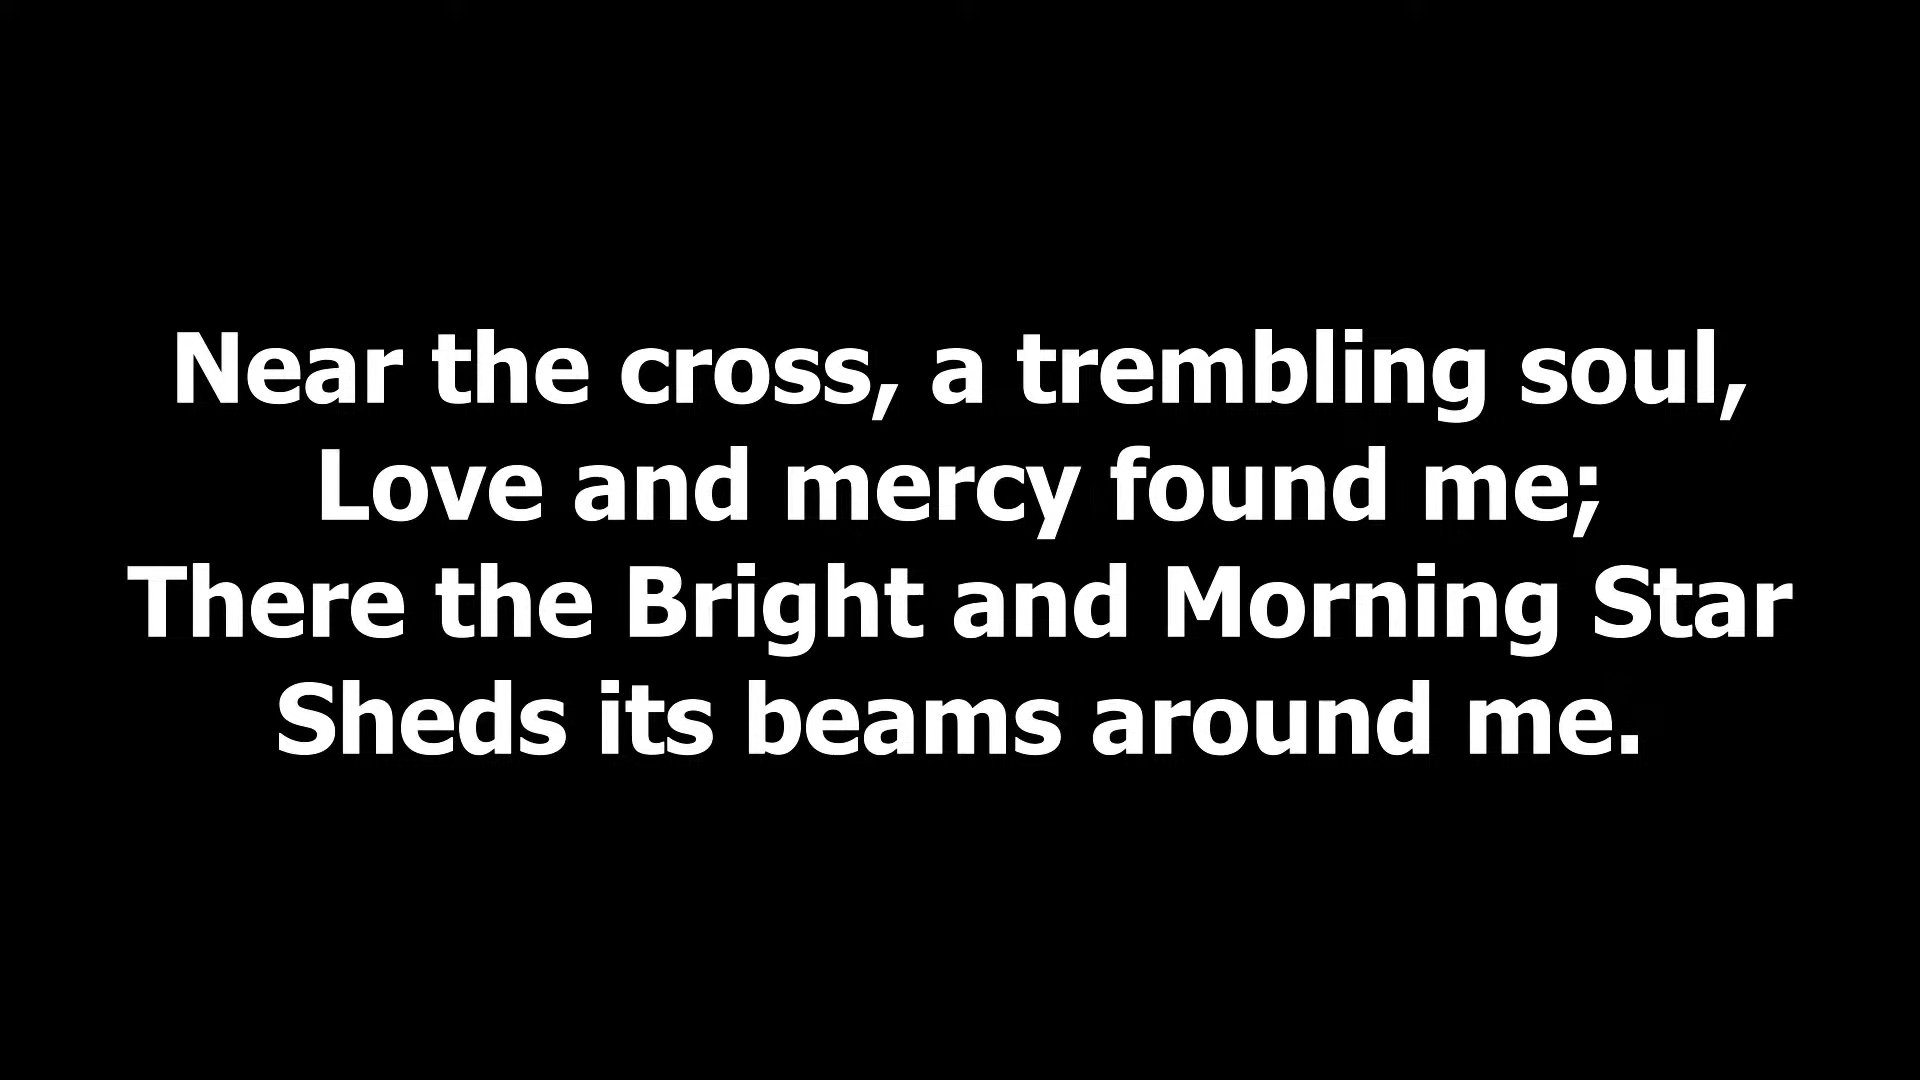 Near the cross, a trembling soul,
Love and mercy found me;
There the Bright and Morning Star
Sheds its beams around me.